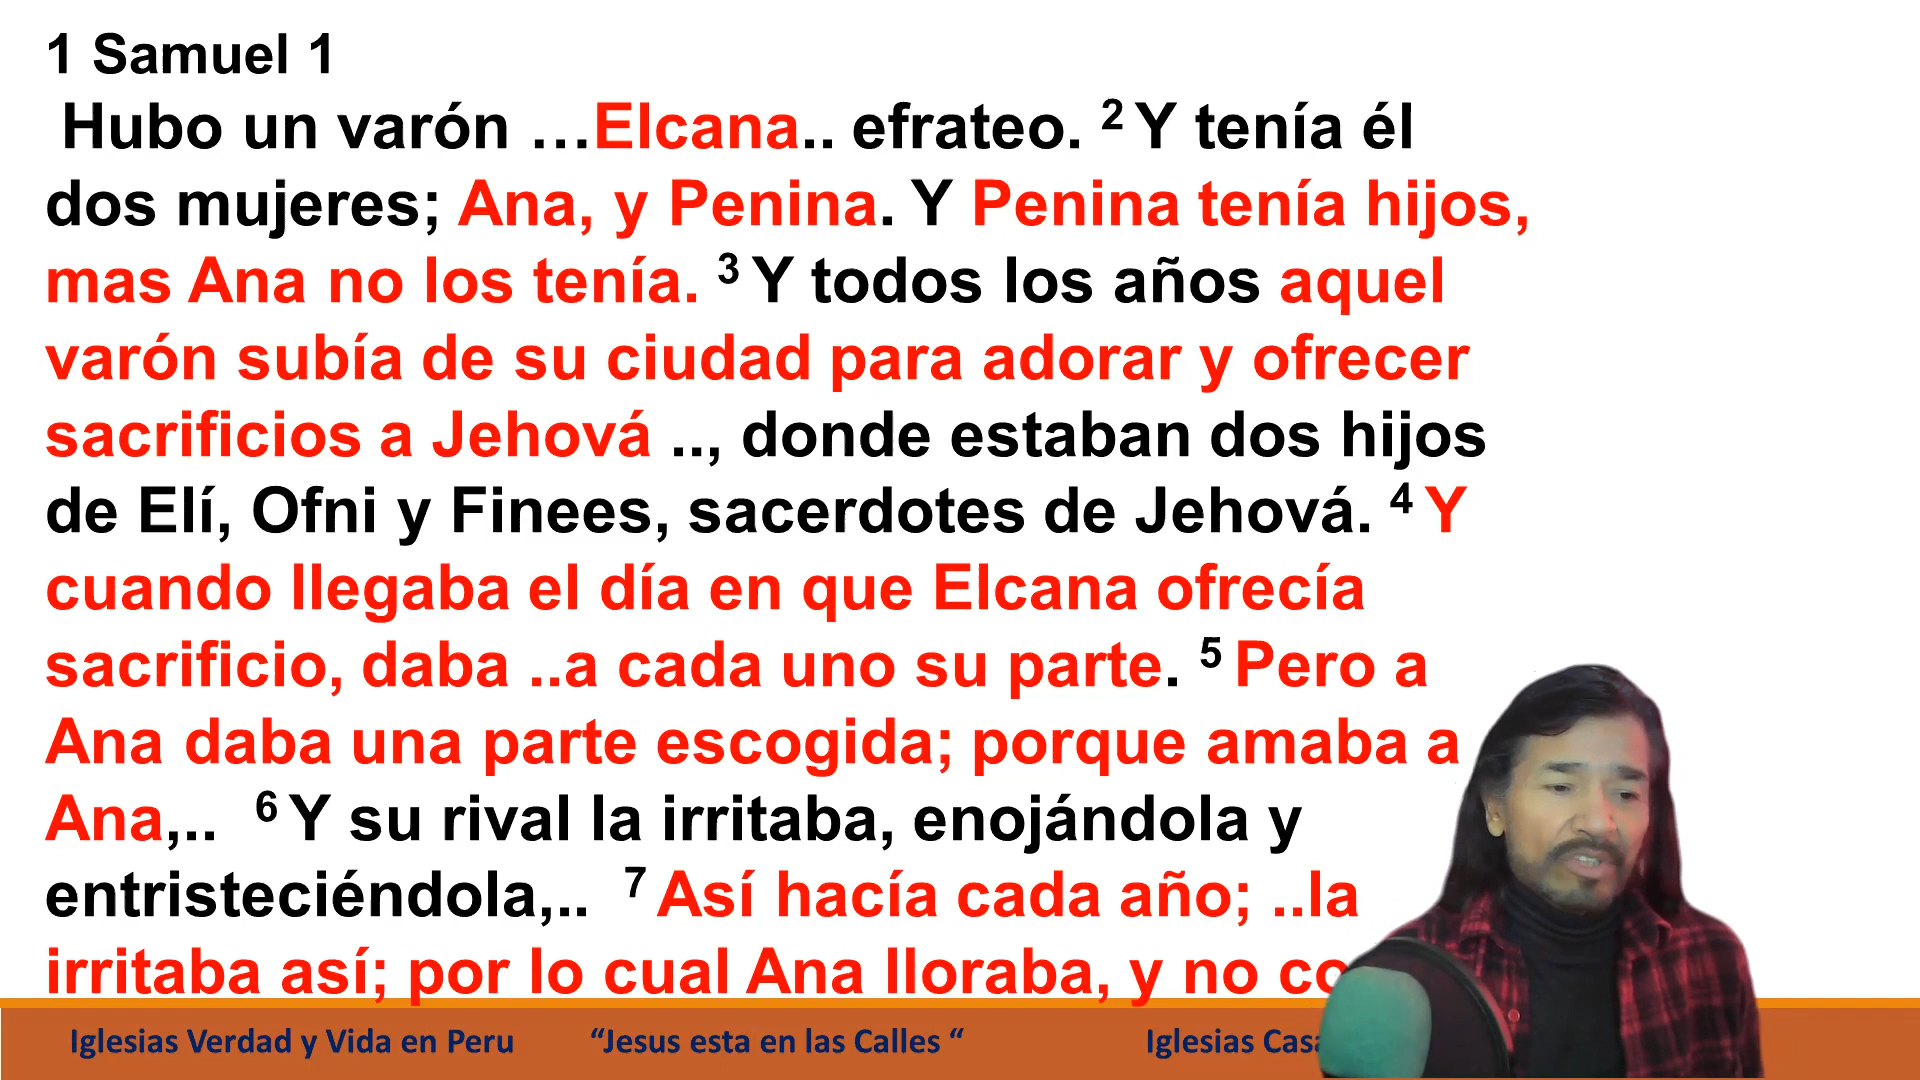 1 Samuel 1
Hubo un varón …Elcana.. efrateo. 2 Y tenía él
dos mujeres; Ana, y Penina. Y Penina tenía hijos,
mas Ana no los tenía. 3 Y todos los años aquel
varón subía de su ciudad para adorar y ofrecer
sacrificios a Jehová .., donde estaban dos hijos
de Elí, Ofni y Finees, sacerdotes de Jehová. 4 Y
cuando llegaba el día en que Elcana ofrecía
sacrificio, daba ..a cada uno su parte. 5 Pero a
Ana daba una parte escogida; porque amaba a
Ana,.. 6 Y su rival la irritaba, enojándola y
entristeciéndola,.. 7 Así hacía cada año; ..la
irritaba así; por lo cual Ana lloraba, y no
Iglesias Verdad y Vida en Peru “Jesus esta en las Calles “ Iglesias